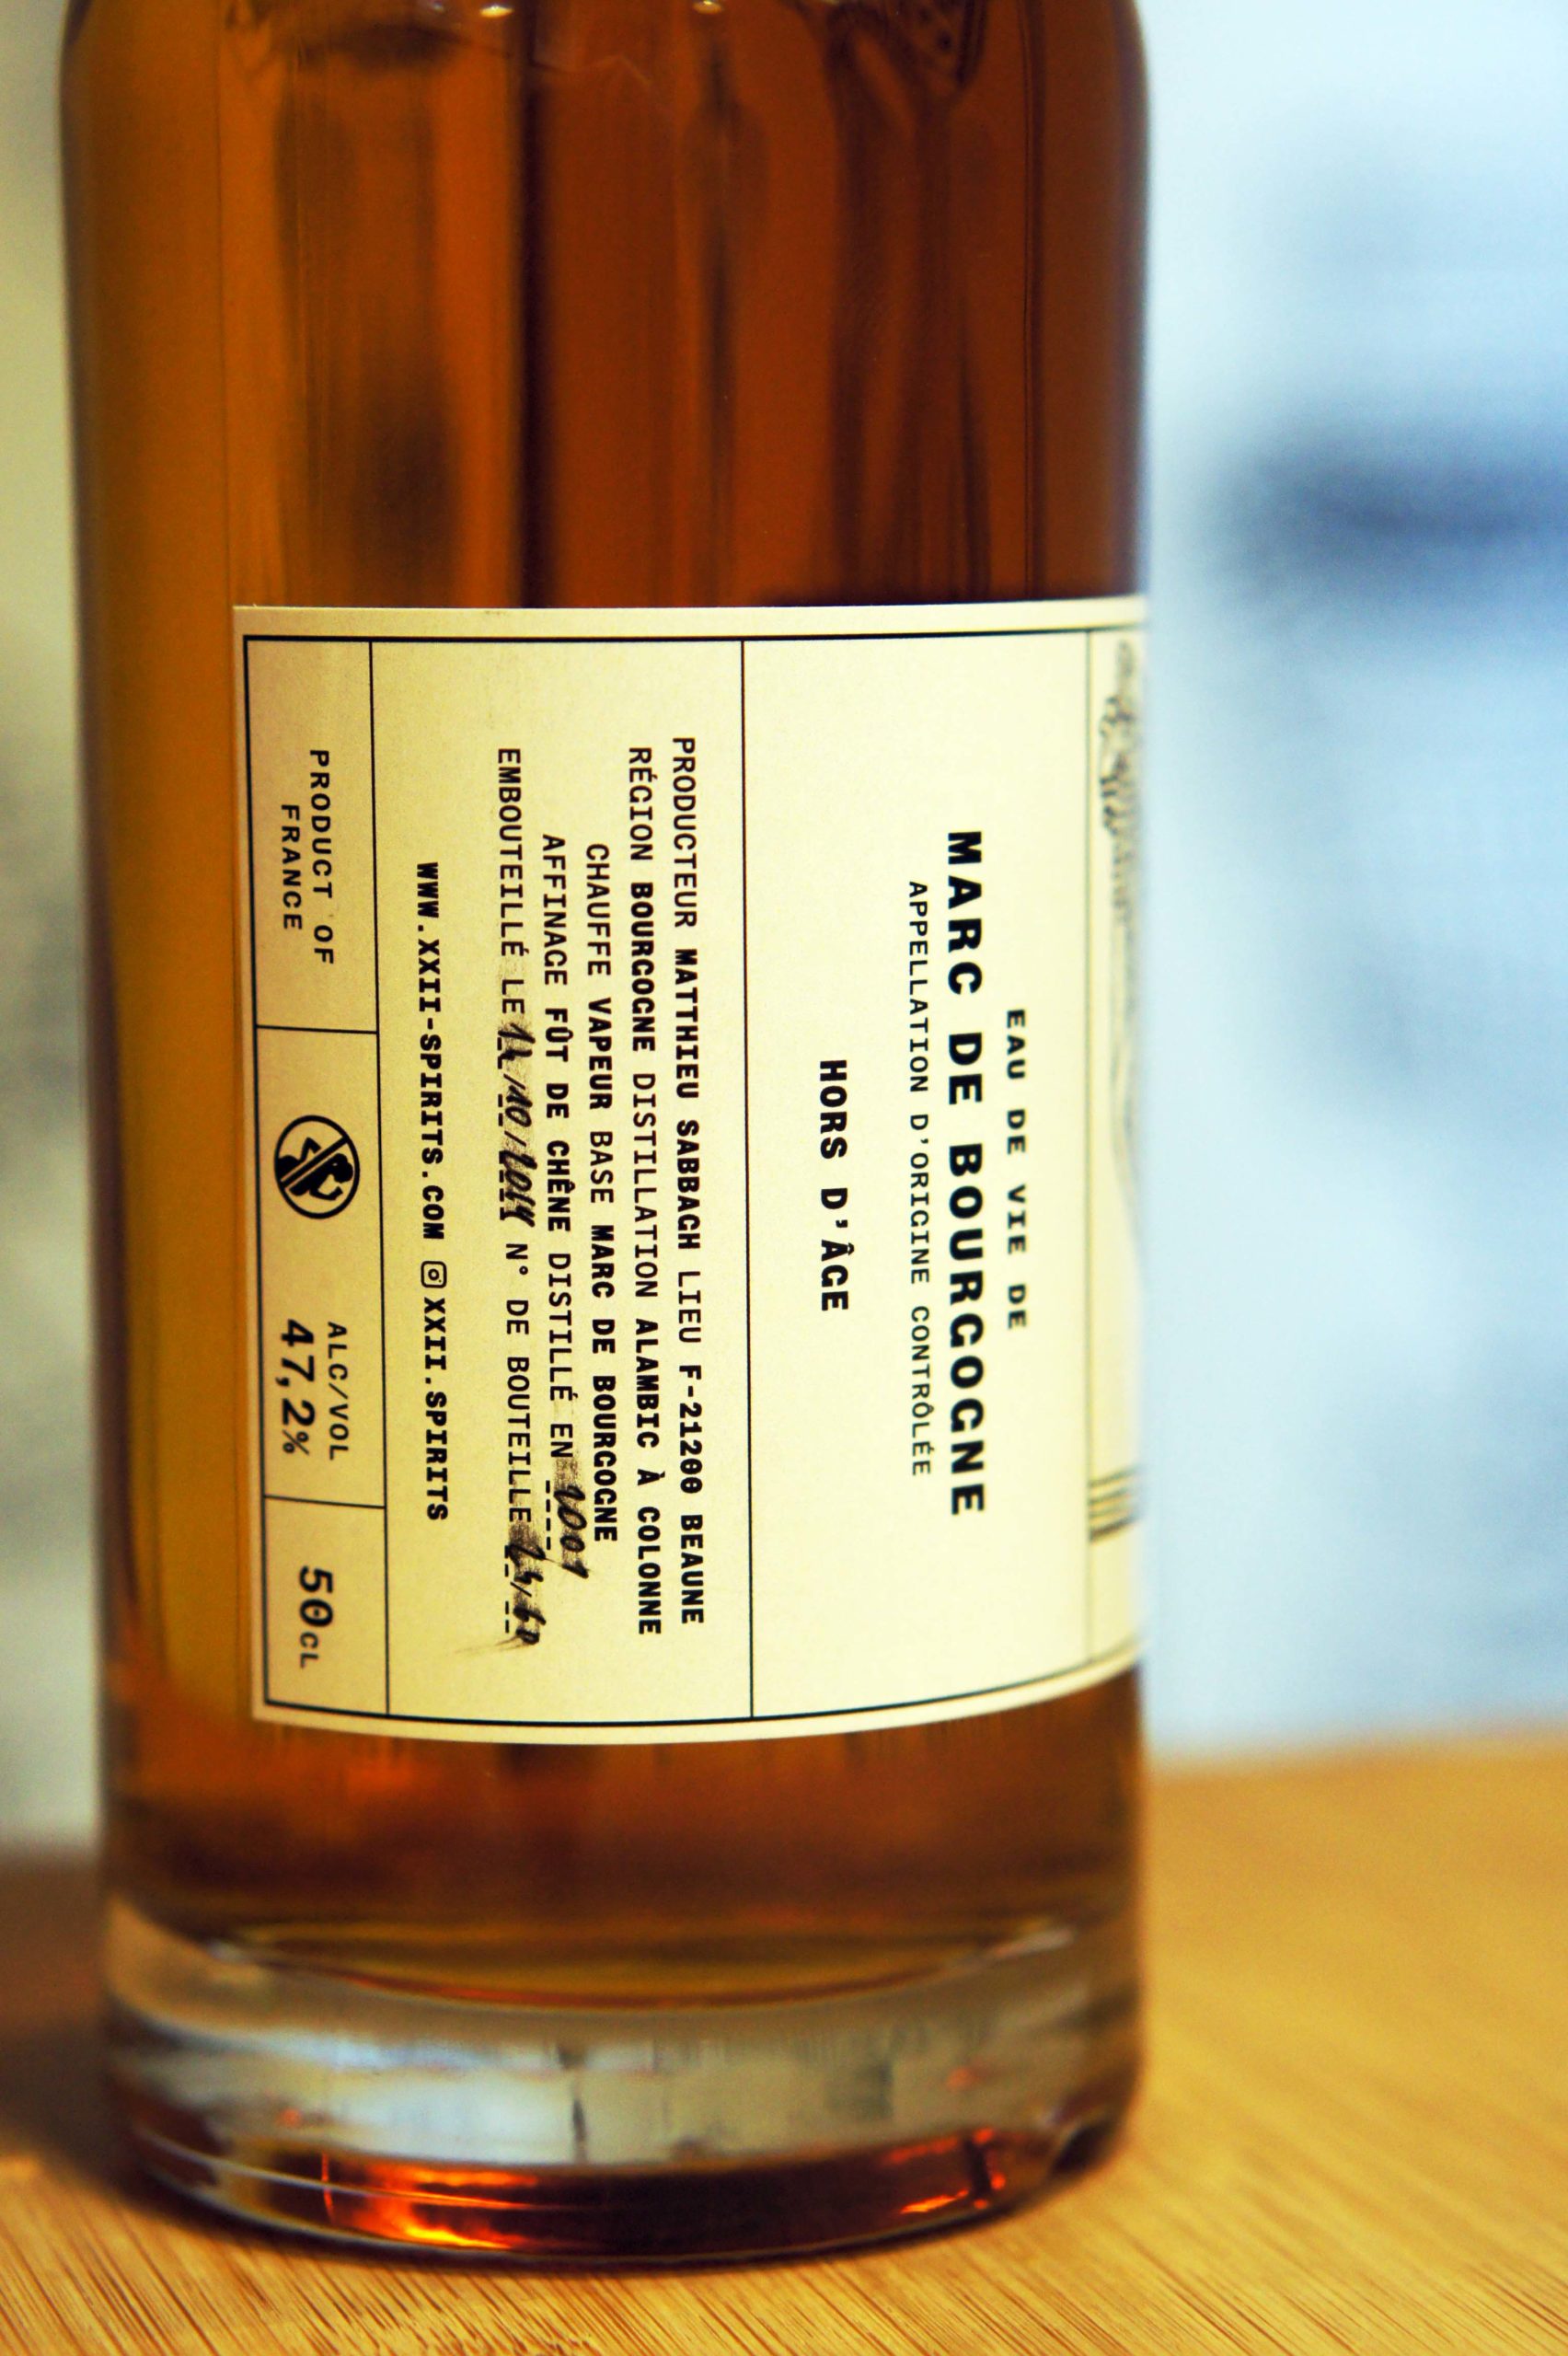 EAU DE VIE DE
MARC DE BOURGOGNE
APPELLATION D'ORIGINE CONTRÔLÉE
HORS D'ÂGE
PRODUCTEUR MATTHIEU SABBAGH LIEU F-21200 BEAUNE
RÉGION BOURGOGNE DISTILLATION ALAMBIC À COLONNE
CHAUFFE VAPEUR BASE MARC DE BOURGOGNE
AFFINAGE FÛT DE CHÊNE DISTILLÉ EN 2001
EMBOUTEILLÉ LE N° DE BOUTEILLE
WWW.XXII-SPIRITS.COM XXII.SPIRITS
PRODUCT OF
FRANCE
ALC/VOL
47,2%
50CL